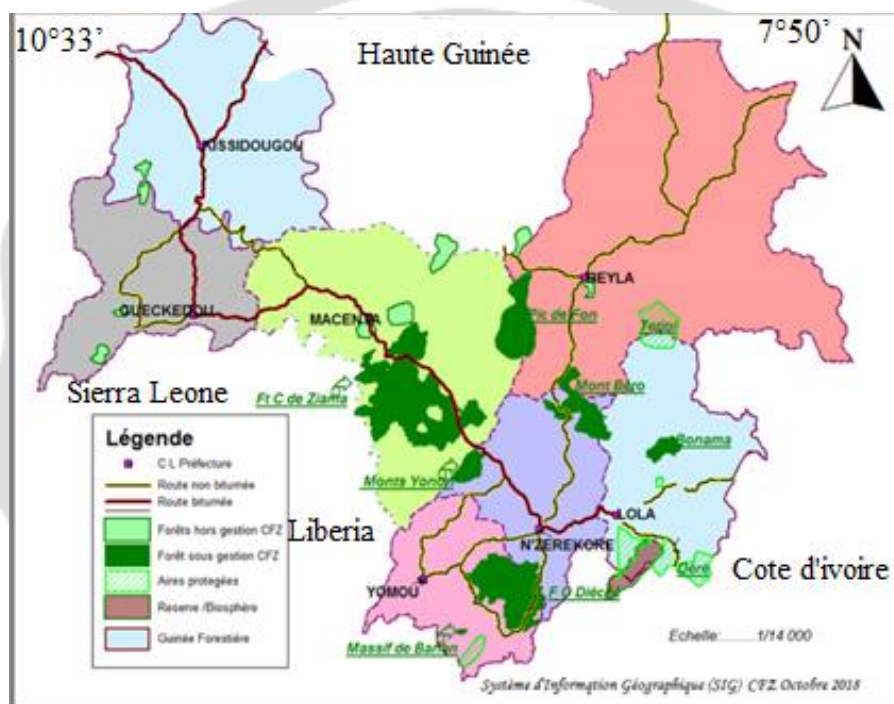 10°33`
Haute Guinée
7°50`
N
KISSIDOUGOU
BEYLA
GUECKEDOU
MACENTA
Pic de Fon
Sierra Leone
Ft C de Ziama
Mont Béro
Bonama
Légende
C L Préfecture
Route non bitumée
Route bitumée
Forêts hors gestion CFZ
Forêt sous gestion CFZ
Aires protegées
Reserve /Biosphère
Guinée Forestière
Liberia
LOLA
N'ZEREKORE
YOMOU
F O Diécké
Déré
Cote d'ivoire
Massif de
Echelle:........1/14 000
Système d'Information Géographique (SIG) CFZ Octobre 2018